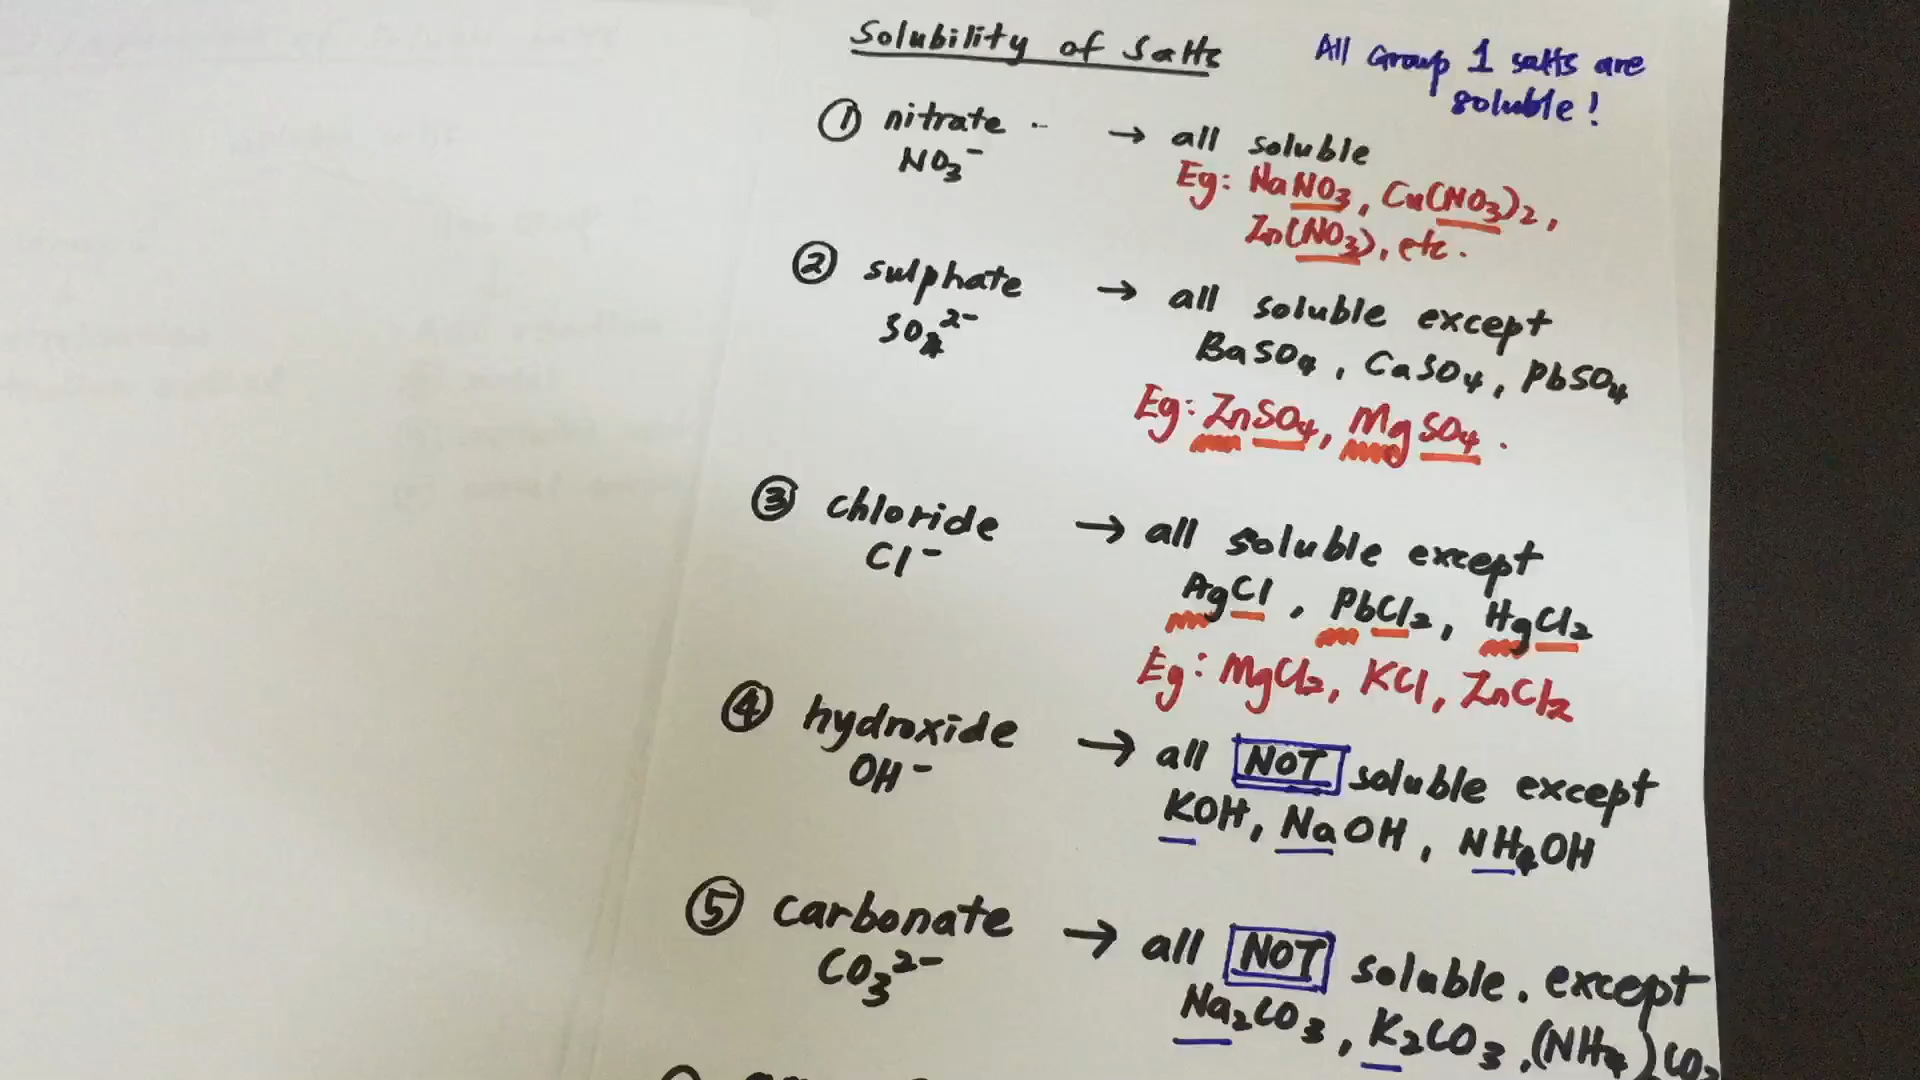 Solubility of Salts
All Group 1 salts are
soluble!
① nitrate → all soluble
NO₃⁻
Eg: NaNO₃, Cu(NO₃)₂,
Zn(NO₃), etc.
② sulphate → all soluble except
SO₄²⁻
BaSO₄, CaSO₄, PbSO₄
Eg: ZnSO₄, MgSO₄.
③ chloride → all soluble except
Cl⁻
AgCl, PbCl₂, HgCl₂
Eg: MgCl₂, KCl, ZnCl₂
④ hydroxide → all NOT soluble except
OH⁻
KOH, NaOH, NH₄OH
⑤ carbonate → all NOT soluble. except
CO₃²⁻
Na₂CO₃, K₂CO₃, (NH₄)₂CO₃